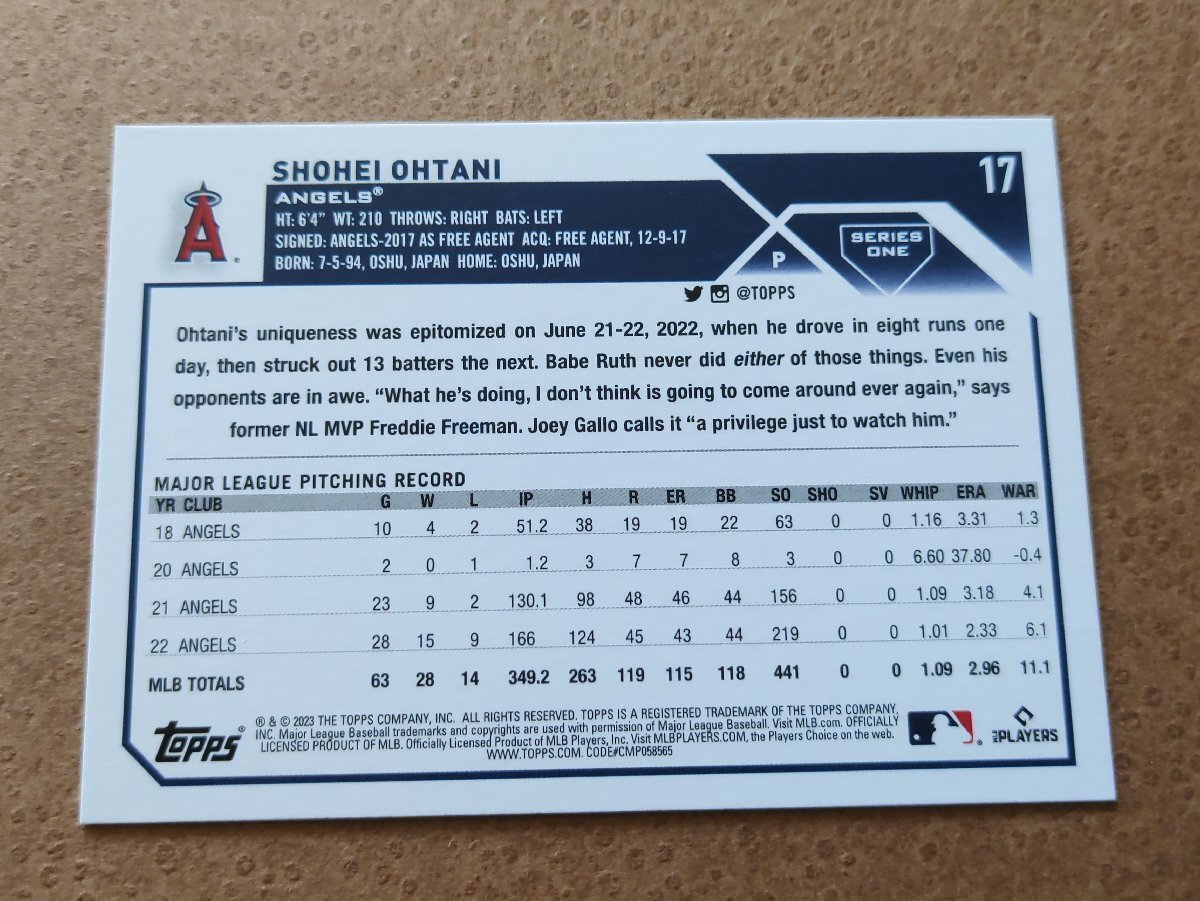 SHOHEI OHTANI
17
ANGELS®
HT: 6'4" WT: 210 THROWS: RIGHT BATS: LEFT
SIGNED: ANGELS-2017 AS FREE AGENT ACQ: FREE AGENT, 12-9-17
BORN: 7-5-94, OSHU, JAPAN HOME: OSHU, JAPAN
A
P
SERIES
ONE
@TOPPS
Ohtani's uniqueness was epitomized on June 21-22, 2022, when he drove in eight runs one
day, then struck out 13 batters the next. Babe Ruth never did either of those things. Even his
opponents are in awe. “What he's doing, I don't think is going to come around ever again,” says
former NL MVP Freddie Freeman. Joey Gallo calls it “a privilege just to watch him.”
MAJOR LEAGUE PITCHING RECORD
YR CLUB G W L IP H R ER BB SO SHO SV WHIP ERA WAR
18 ANGELS 10 4 2 51.2 38 19 19 22 63 0 0 1.16 3.31 1.3
20 ANGELS 2 0 1 1.2 3 7 7 8 3 0 0 6.60 37.80 -0.4
21 ANGELS 23 9 2 130.1 98 48 46 44 156 0 0 1.09 3.18 4.1
22 ANGELS 28 15 9 166 124 45 43 44 219 0 0 1.01 2.33 6.1
MLB TOTALS 63 28 14 349.2 263 119 115 118 441 0 0 1.09 2.96 11.1
topps®
® & © 2023 THE TOPPS COMPANY, INC. ALL RIGHTS RESERVED. TOPPS IS A REGISTERED TRADEMARK OF THE TOPPS COMPANY,
INC. Major League Baseball trademarks and copyrights are used with permission of Major League Baseball. Visit MLB.com. OFFICIALLY
LICENSED PRODUCT OF MLB. Officially Licensed Product of MLB Players, Inc. Visit MLBPLAYERS.COM, the Players Choice on the web.
WWW.TOPPS.COM. CODE#CMP058565
MLB PLAYERS